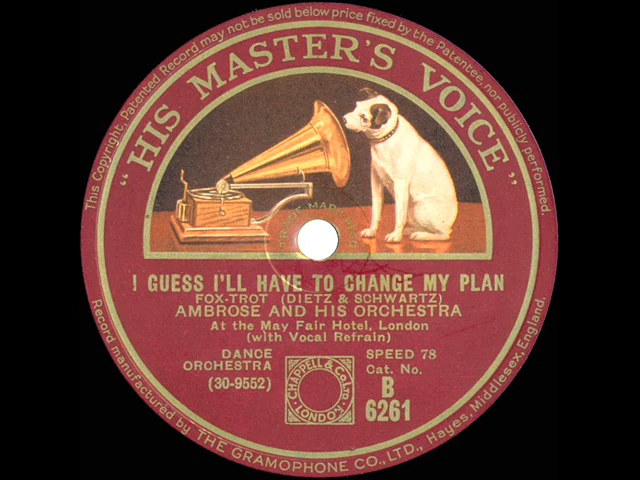 This Copyright, Patented Record may not be sold below price fixed by the Patentee, nor publicly performed.
"HIS MASTER'S VOICE"
TRADE MARK
I GUESS I'LL HAVE TO CHANGE MY PLAN
FOX-TROT (DIETZ & SCHWARTZ)
AMBROSE AND HIS ORCHESTRA
At the May Fair Hotel, London
(with Vocal Refrain)
DANCE ORCHESTRA
(30-9552)
CHAPPELL & Co Ltd
LONDON
SPEED 78
Cat. No.
B
6261
Record manufactured by THE GRAMOPHONE CO., LTD., Hayes, Middlesex, England.